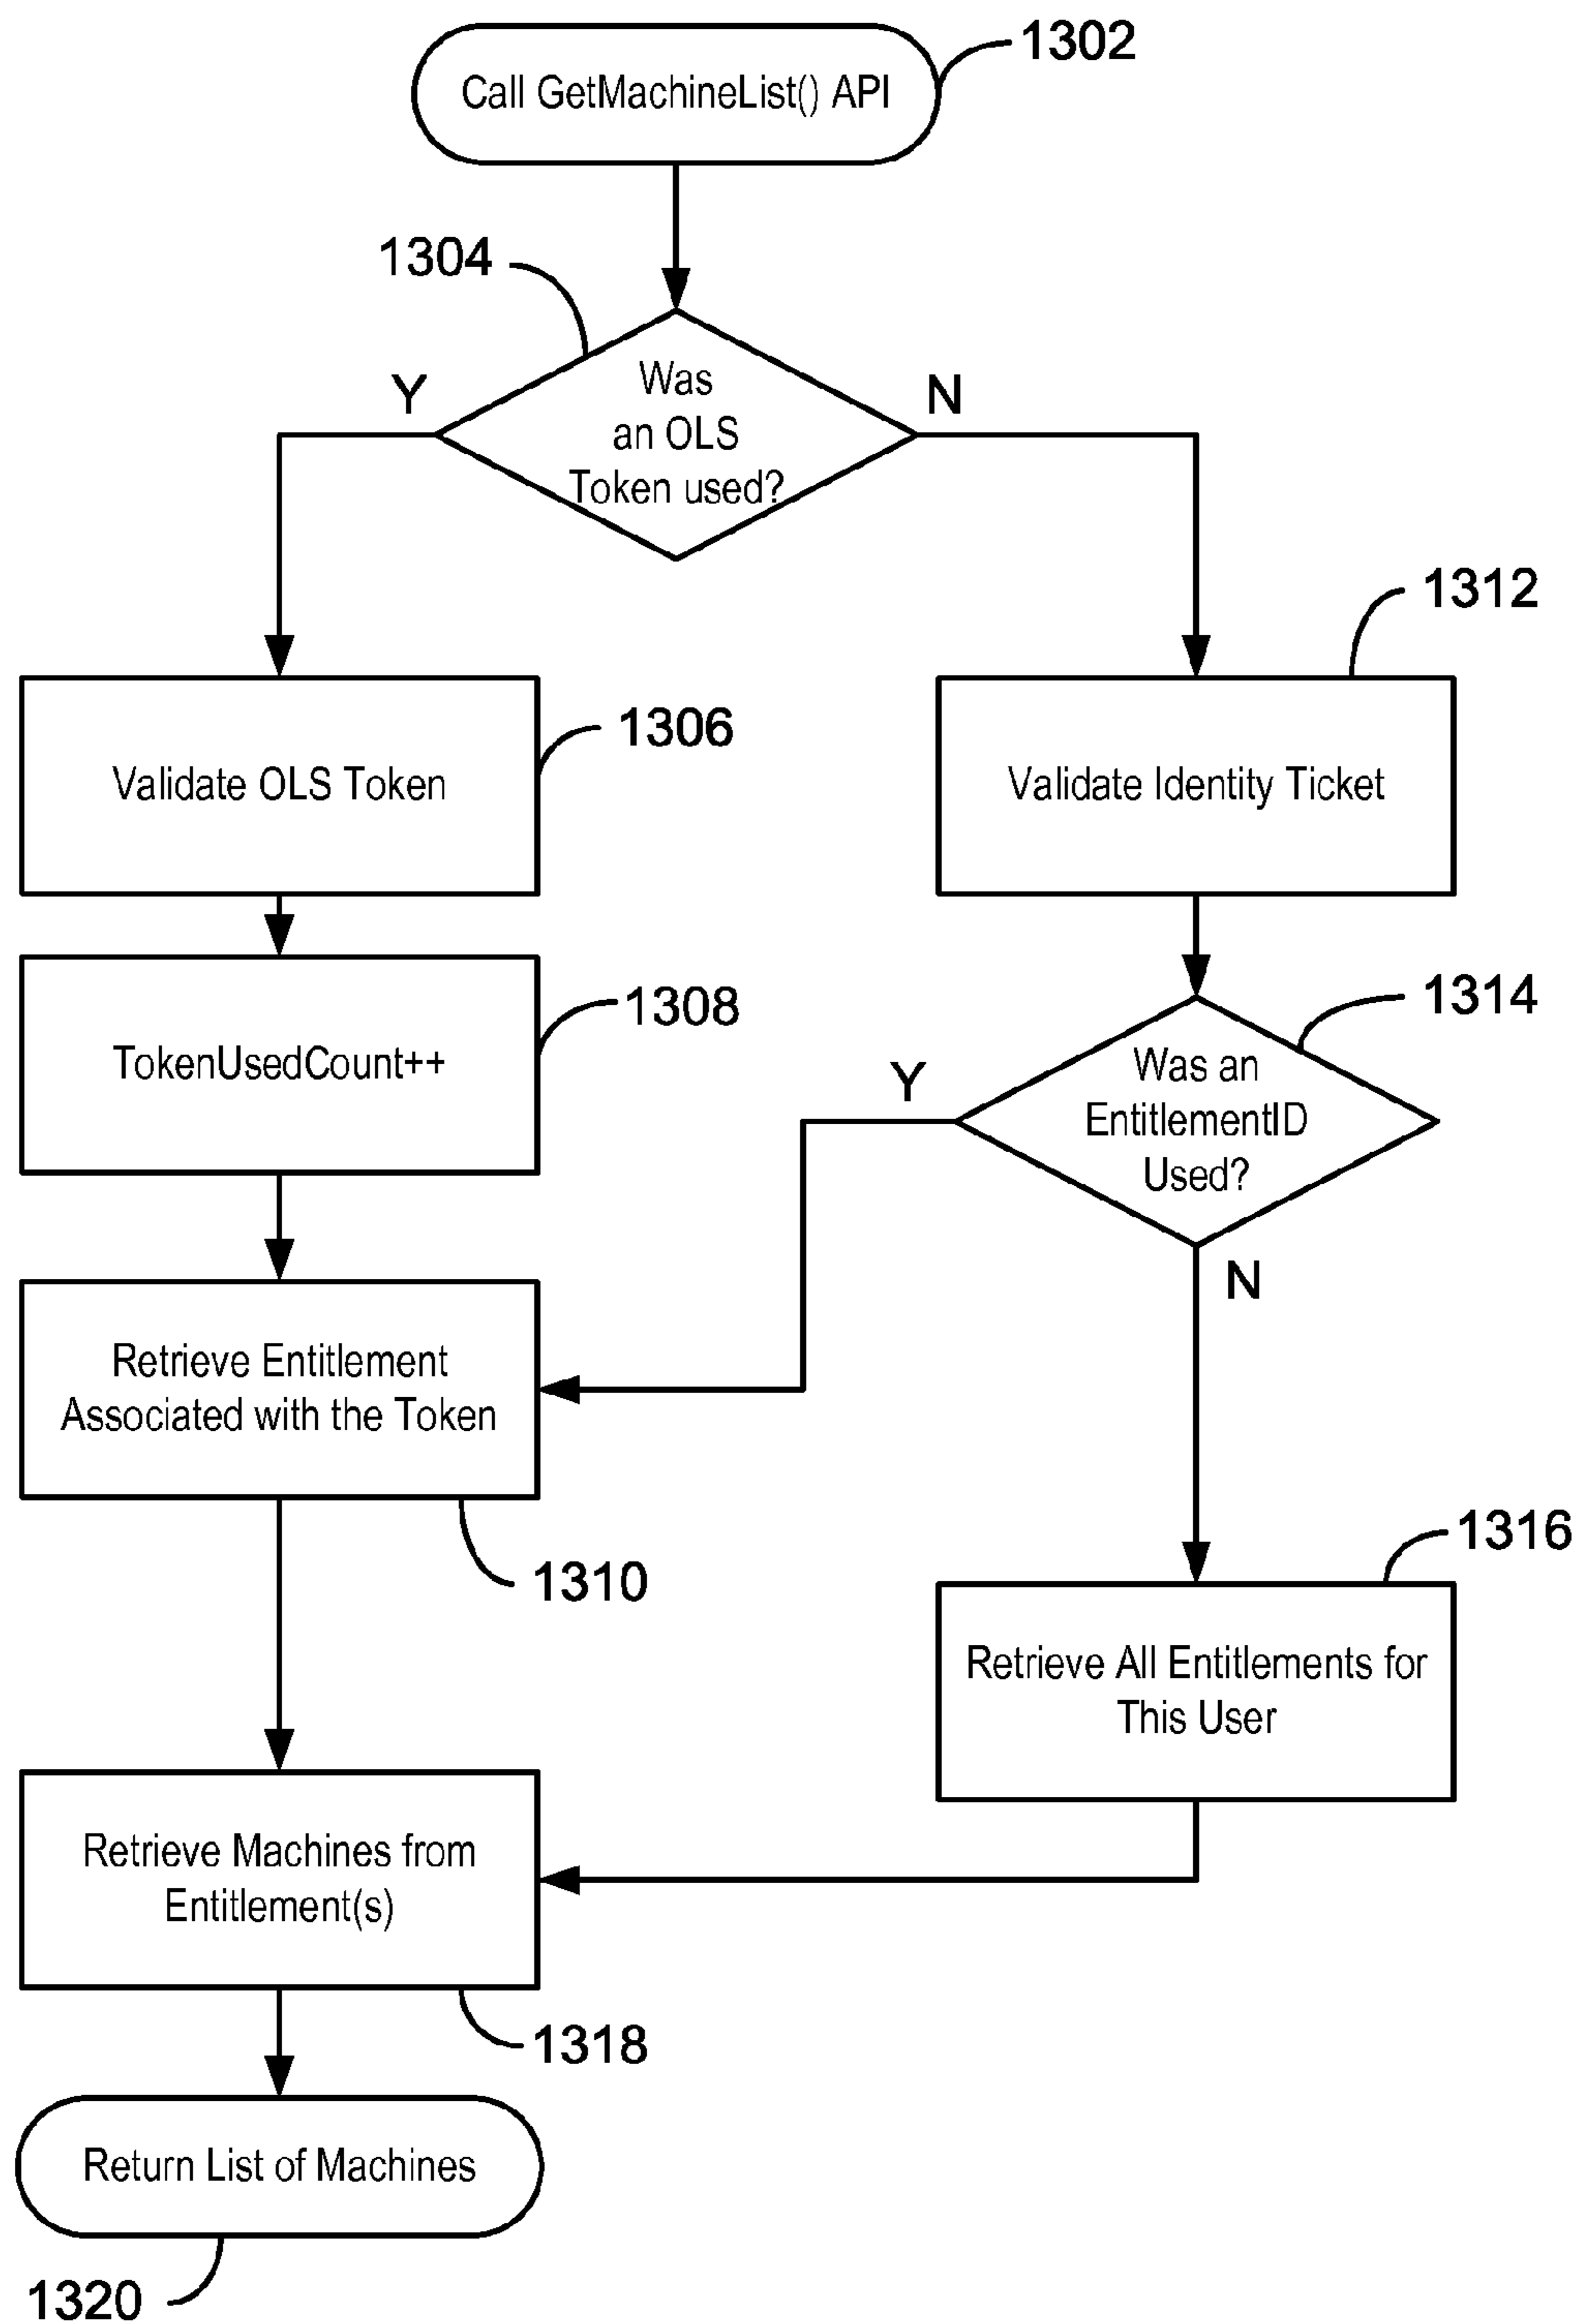 1302
Call GetMachineList() API
1304
Y
N
Was
an OLS
Token used?
1312
1306
Validate OLS Token
Validate Identity Ticket
1308
1314
TokenUsedCount++
Y
Was an
EntitlementID
Used?
N
Retrieve Entitlement
Associated with the Token
1310
1316
Retrieve All Entitlements for
This User
Retrieve Machines from
Entitlement(s)
1318
Return List of Machines
1320